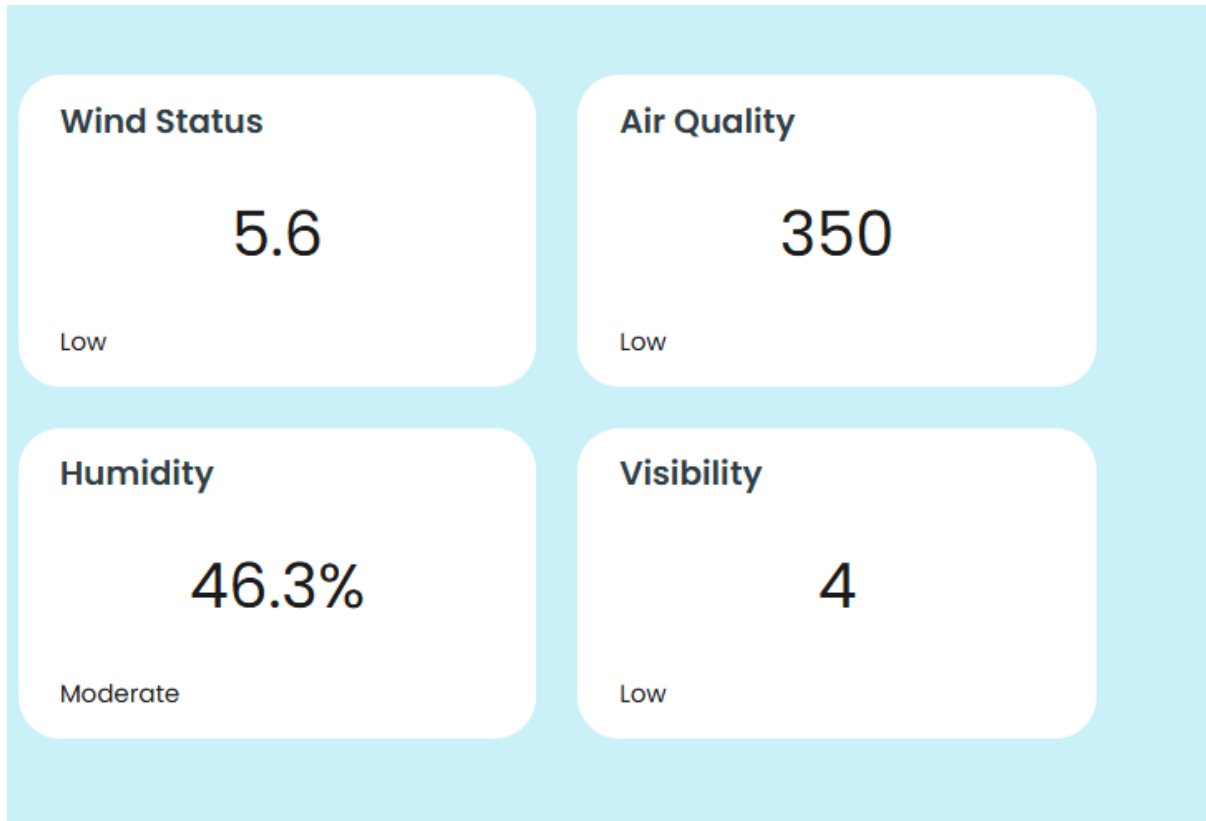 Wind Status
5.6
Low
Air Quality
350
Low
Humidity
46.3%
Moderate
Visibility
4
Low